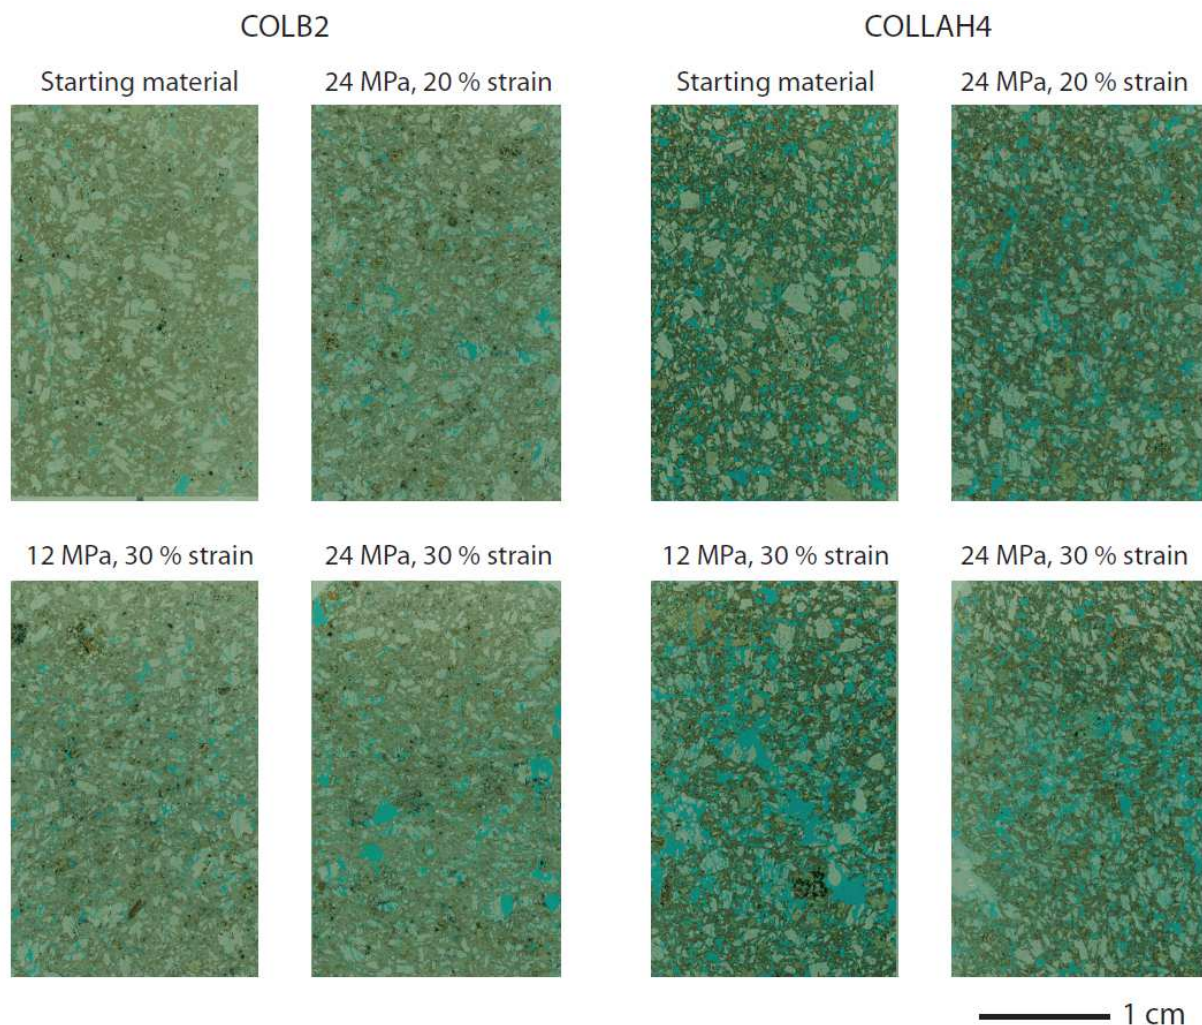 COLB2
COLLAH4
Starting material
24 MPa, 20 % strain
Starting material
24 MPa, 20 % strain
12 MPa, 30 % strain
24 MPa, 30 % strain
12 MPa, 30 % strain
24 MPa, 30 % strain
1 cm